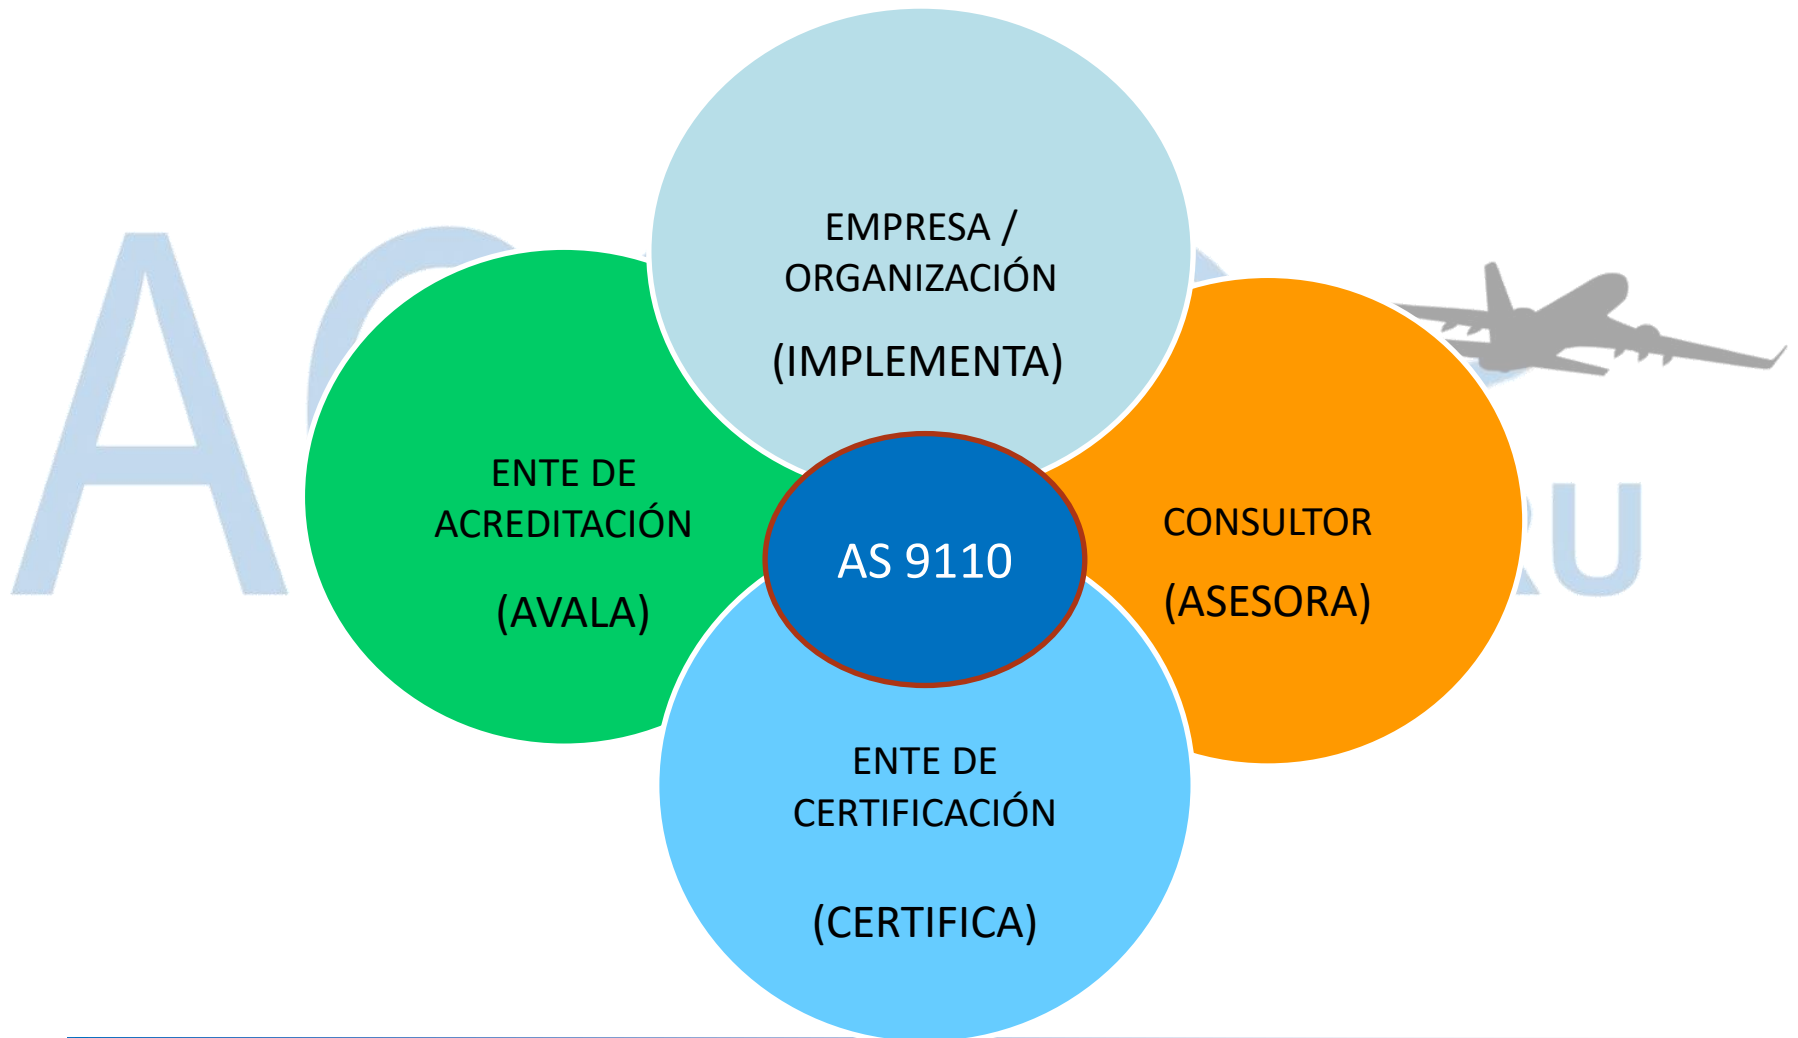 EMPRESA /
ORGANIZACIÓN
(IMPLEMENTA)
ENTE DE
ACREDITACIÓN
(AVALA)
AS 9110
CONSULTOR
(ASESORA)
ENTE DE
CERTIFICACIÓN
(CERTIFICA)